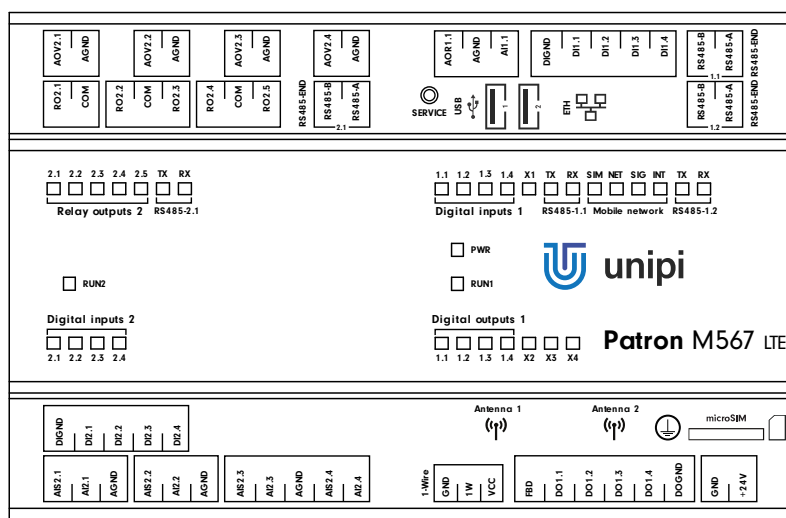 AOV2.1 AGND AOV2.2 AGND AOV2.3 AGND AOV2.4 AGND AOR1.1 AGND AI1.1 DIGND DI1.1 DI1.2 DI1.3 DI1.4 RS485-B RS485-A RS485-END
1.1
RO2.1 COM RO2.2 COM RO2.3 RO2.4 COM RO2.5 RS485-END RS485-B RS485-A SERVICE USB 1 2 ETH RS485-B RS485-A RS485-END
2.1 1.2
2.1 2.2 2.3 2.4 2.5 TX RX 1.1 1.2 1.3 1.4 X1 TX RX SIM NET SIG INT TX RX
Relay outputs 2 RS485-2.1 Digital inputs 1 RS485-1.1 Mobile network RS485-1.2
PWR
unipi
RUN2 RUN1
Digital inputs 2 Digital outputs 1
Patron M567 LTE
2.1 2.2 2.3 2.4 1.1 1.2 1.3 1.4 X2 X3 X4
Antenna 1 Antenna 2 microSIM
DIGND DI2.1 DI2.2 DI2.3 DI2.4
AIS2.1 AI2.1 AGND AIS2.2 AI2.2 AGND AIS2.3 AI2.3 AGND AIS2.4 AI2.4 1-Wire GND 1W VCC FBD DO1.1 DO1.2 DO1.3 DO1.4 DOGND GND +24V